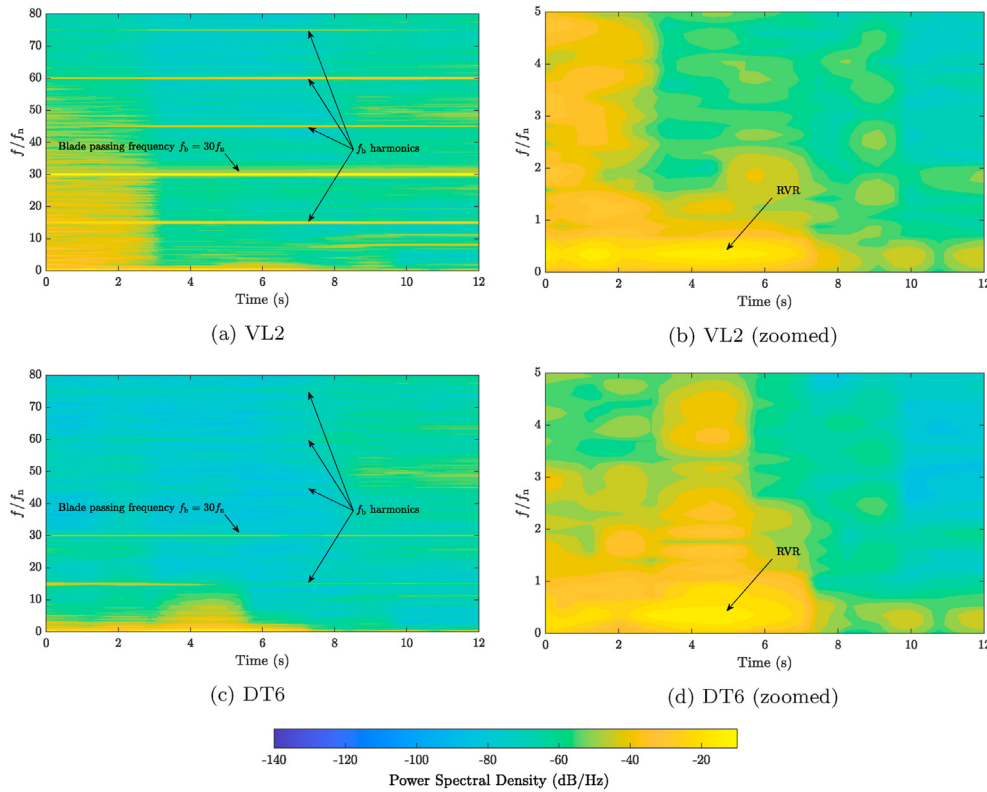 80
70
60
50
40
30
20
10
0
f/fn
Blade passing frequency fb = 30fn
fb harmonics
0 2 4 6 8 10 12
Time (s)
(a) VL2
5
4
3
2
1
0
f/fn
RVR
0 2 4 6 8 10 12
Time (s)
(b) VL2 (zoomed)
80
70
60
50
40
30
20
10
0
f/fn
Blade passing frequency fb = 30fn
fb harmonics
0 2 4 6 8 10 12
Time (s)
(c) DT6
5
4
3
2
1
0
f/fn
RVR
0 2 4 6 8 10 12
Time (s)
(d) DT6 (zoomed)
-140 -120 -100 -80 -60 -40 -20
Power Spectral Density (dB/Hz)